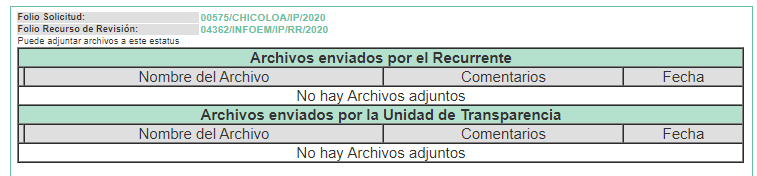 Folio Solicitud: 00575/CHICOLOA/IP/2020
Folio Recurso de Revisión: 04362/INFOEM/IP/RR/2020
Puede adjuntar archivos a este estatus
Archivos enviados por el Recurrente
Nombre del Archivo Comentarios Fecha
No hay Archivos adjuntos
Archivos enviados por la Unidad de Transparencia
Nombre del Archivo Comentarios Fecha
No hay Archivos adjuntos